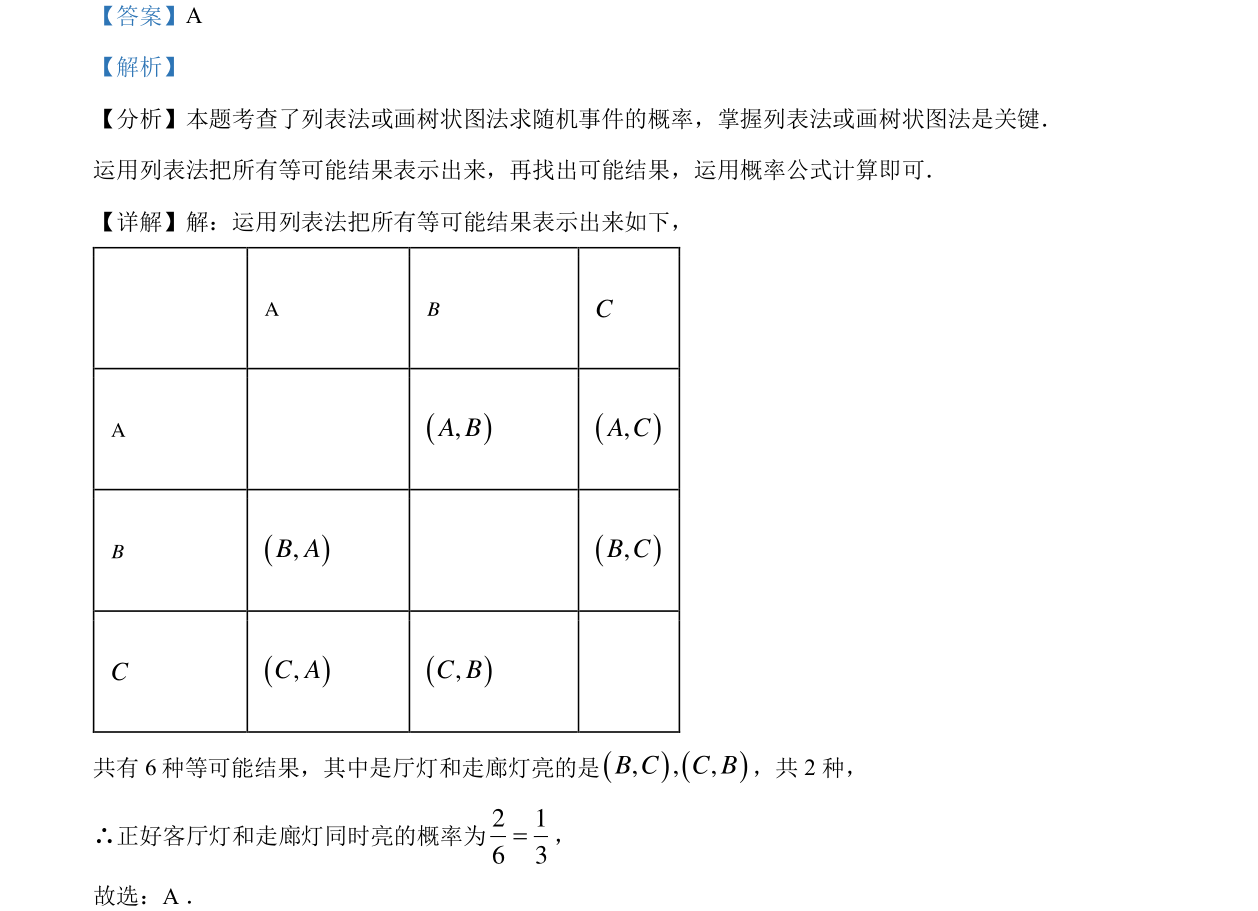 【答案】A
【解析】
【分析】本题考查了列表法或画树状图法求随机事件的概率，掌握列表法或画树状图法是关键．
运用列表法把所有等可能结果表示出来，再找出可能结果，运用概率公式计算即可．
【详解】解：运用列表法把所有等可能结果表示出来如下，
A B C
A (A,B) (A,C)
B (B,A) (B,C)
C (C,A) (C,B)
共有 6 种等可能结果，其中是厅灯和走廊灯亮的是(B,C),(C,B)，共 2 种，
∴正好客厅灯和走廊灯同时亮的概率为2/6=1/3，
故选：A．